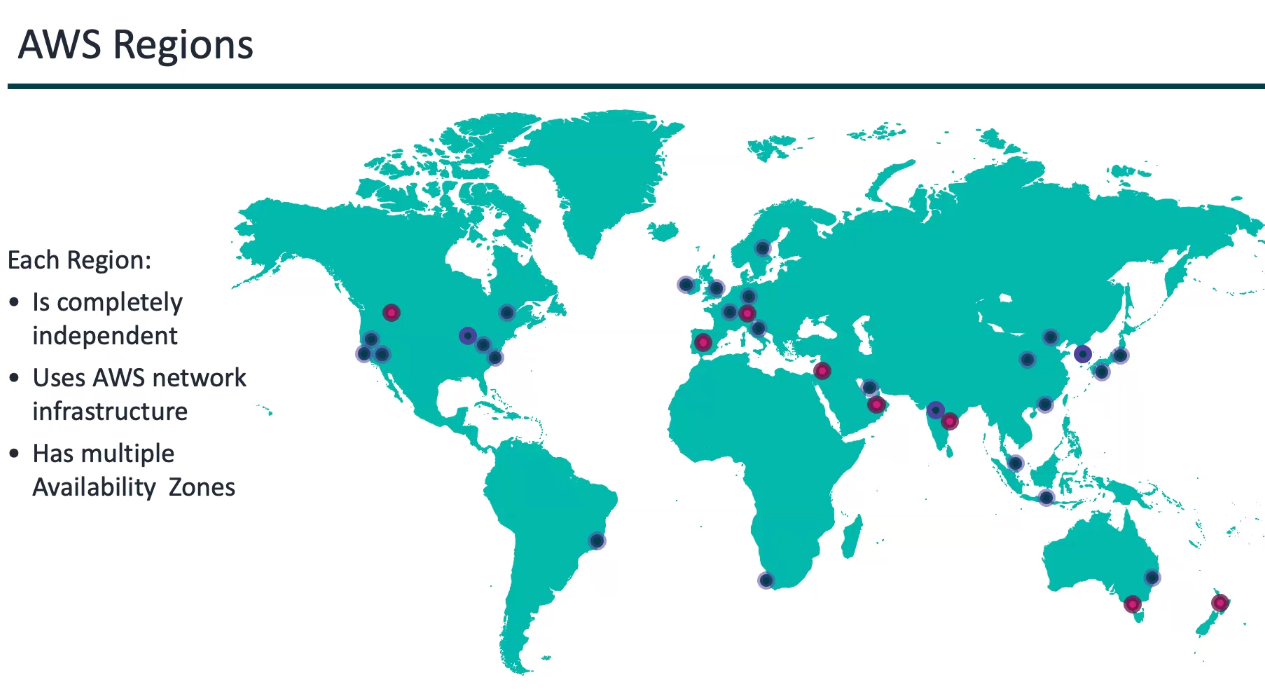 AWS Regions
Each Region:
• Is completely
independent
• Uses AWS network
infrastructure
• Has multiple
Availability Zones